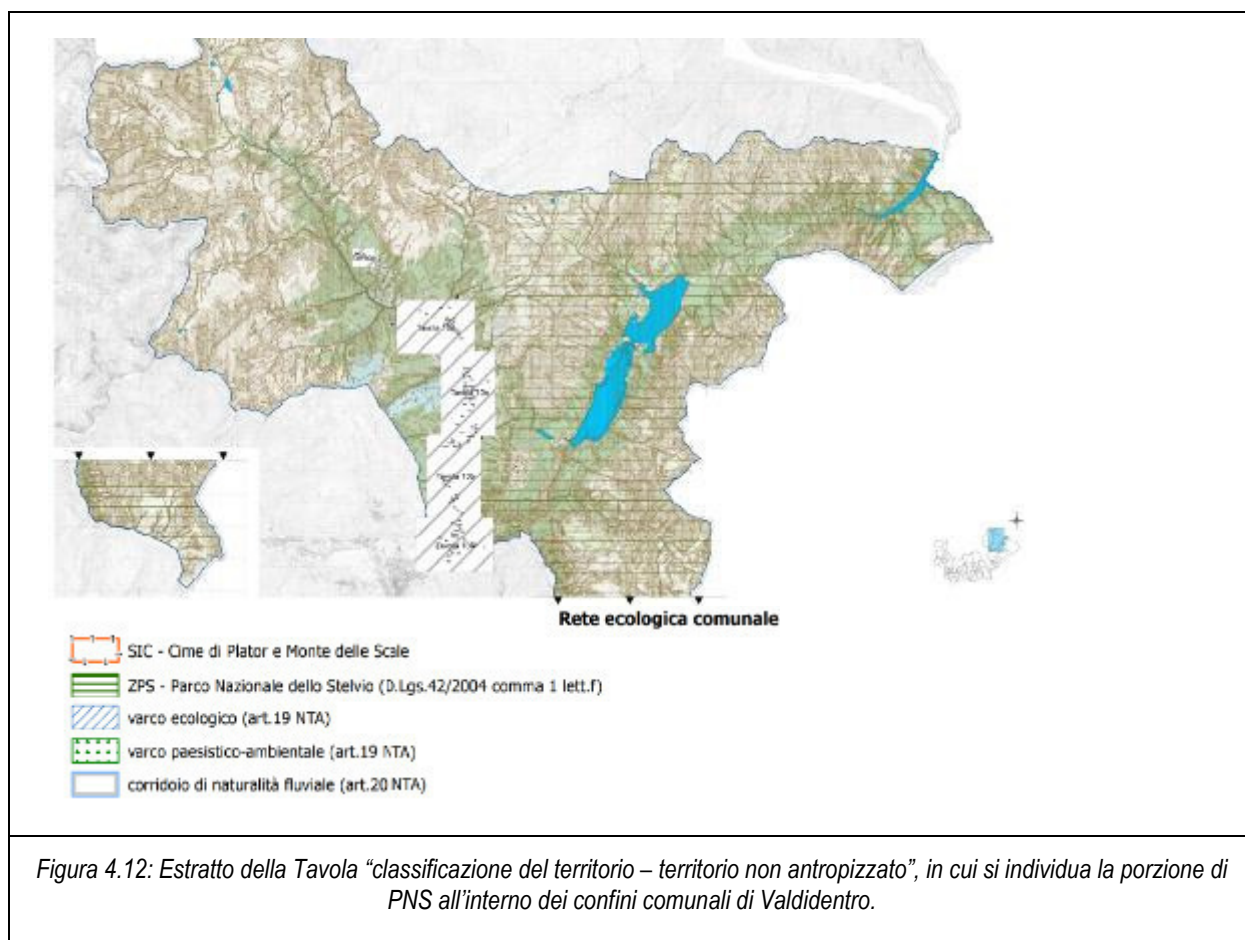 Rete ecologica comunale
SIC - Cime di Plator e Monte delle Scale
ZPS - Parco Nazionale dello Stelvio (D.Lgs.42/2004 comma 1 lett.f)
varco ecologico (art.19 NTA)
varco paesistico-ambientale (art.19 NTA)
corridoio di naturalità fluviale (art.20 NTA)
Figura 4.12: Estratto della Tavola “classificazione del territorio – territorio non antropizzato”, in cui si individua la porzione di
PNS all’interno dei confini comunali di Valdidentro.